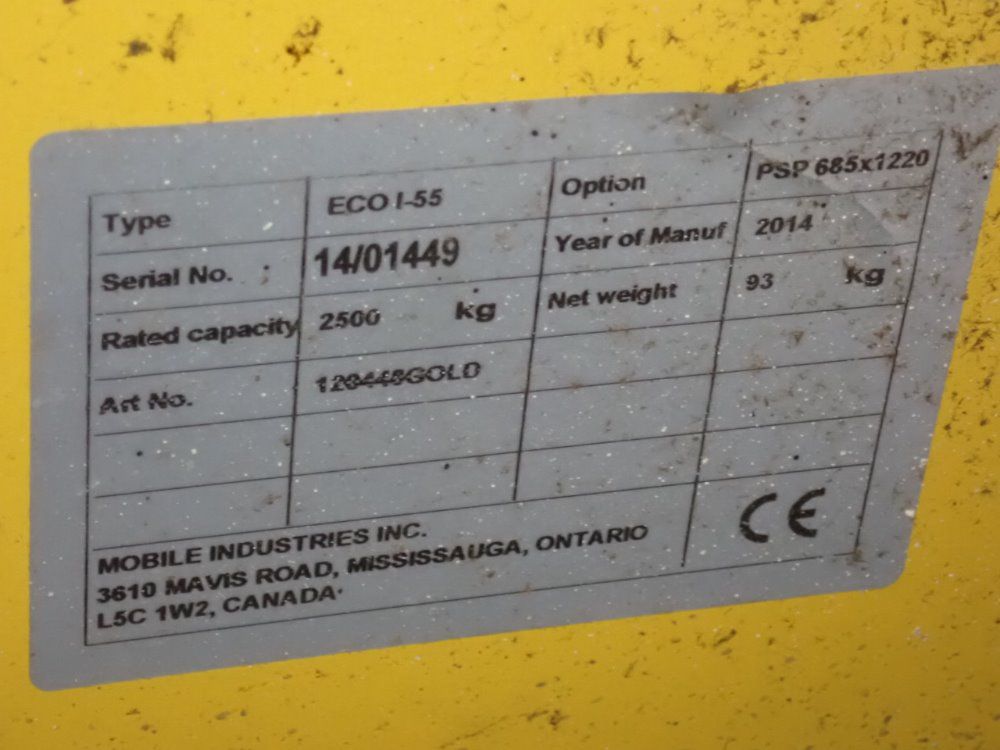 Type ECO I-55 Option PSP 685x1220
Serial No. : 14/01449 Year of Manuf 2014
Rated capacity 2500 kg Net weight 93 kg
Art No.
MOBILE INDUSTRIES INC.
3610 MAVIS ROAD, MISSISSAUGA, ONTARIO
L5C 1W2, CANADA
CE